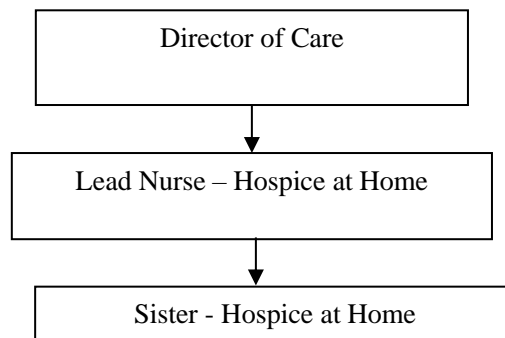 Director of Care
Lead Nurse – Hospice at Home
Sister - Hospice at Home